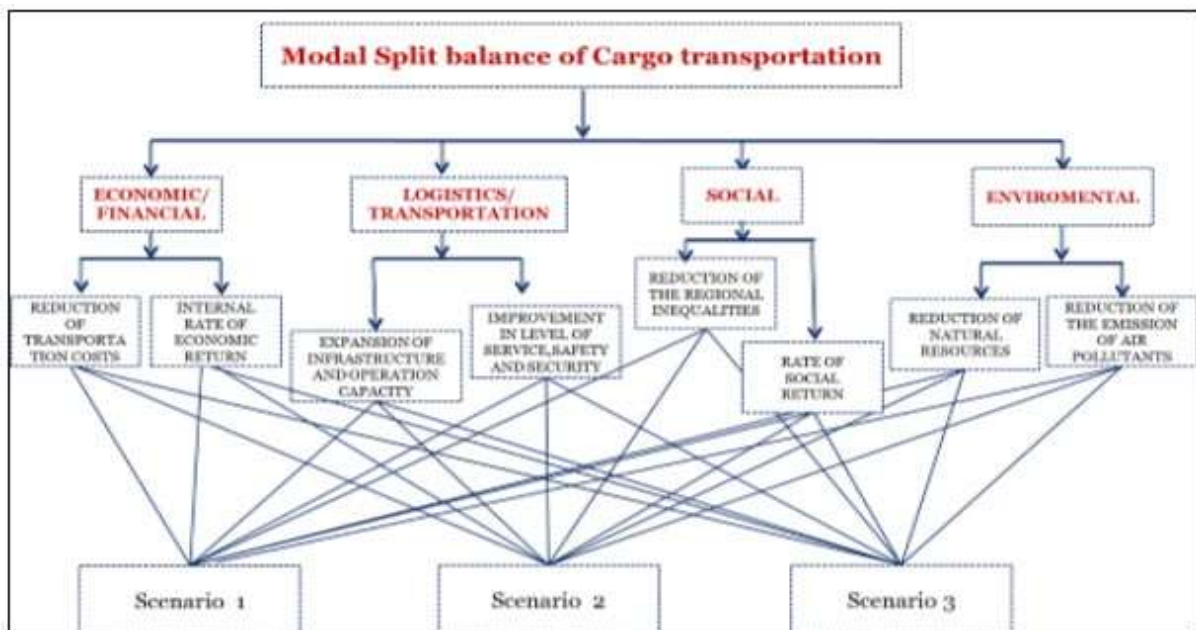 Modal Split balance of Cargo transportation
ECONOMIC/
FINANCIAL
LOGISTICS/
TRANSPORTATION
SOCIAL
ENVIROMENTAL
REDUCTION
OF
TRANSPORTA
TION COSTS
INTERNAL
RATE OF
ECONOMIC
RETURN
EXPANSION OF
INFRASTRUCTURE
AND OPERATION
CAPACITY
IMPROVEMENT
IN LEVEL OF
SERVICE,SAFETY
AND SECURITY
REDUCTION OF
THE REGIONAL
INEQUALITIES
RATE OF
SOCIAL
RETURN
REDUCTION OF
NATURAL
RESOURCES
REDUCTION OF
THE EMISSION
OF AIR
POLLUTANTS
Scenario 1
Scenario 2
Scenario 3